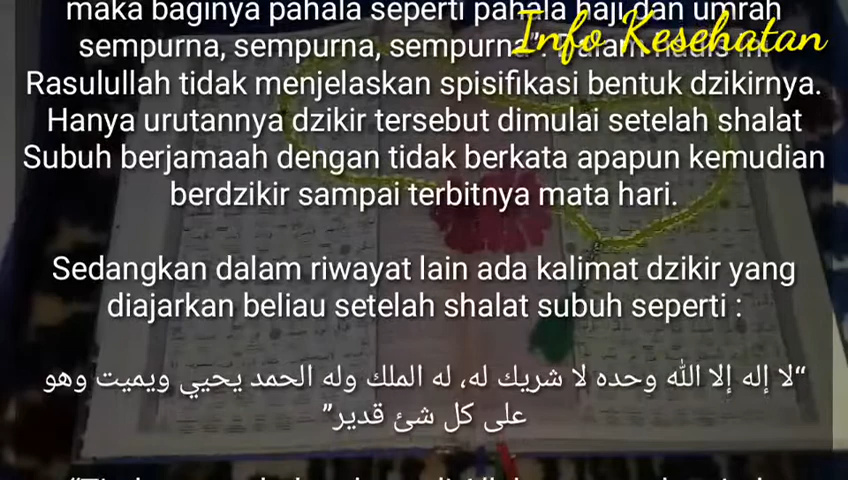 maka baginya pahala seperti pahala haji dan umrah
Info Kesehatan
sempurna, sempurna, sempurna”. Dalam hadis ini
Rasulullah tidak menjelaskan spisifikasi bentuk dzikirnya.
Hanya urutannya dzikir tersebut dimulai setelah shalat
Subuh berjamaah dengan tidak berkata apapun kemudian
berdzikir sampai terbitnya mata hari.
Sedangkan dalam riwayat lain ada kalimat dzikir yang
diajarkan beliau setelah shalat subuh seperti :
“لا إله إلا الله وحده لا شريك له، له الملك وله الحمد يحيي ويميت وهو
على كل شئ قدير”